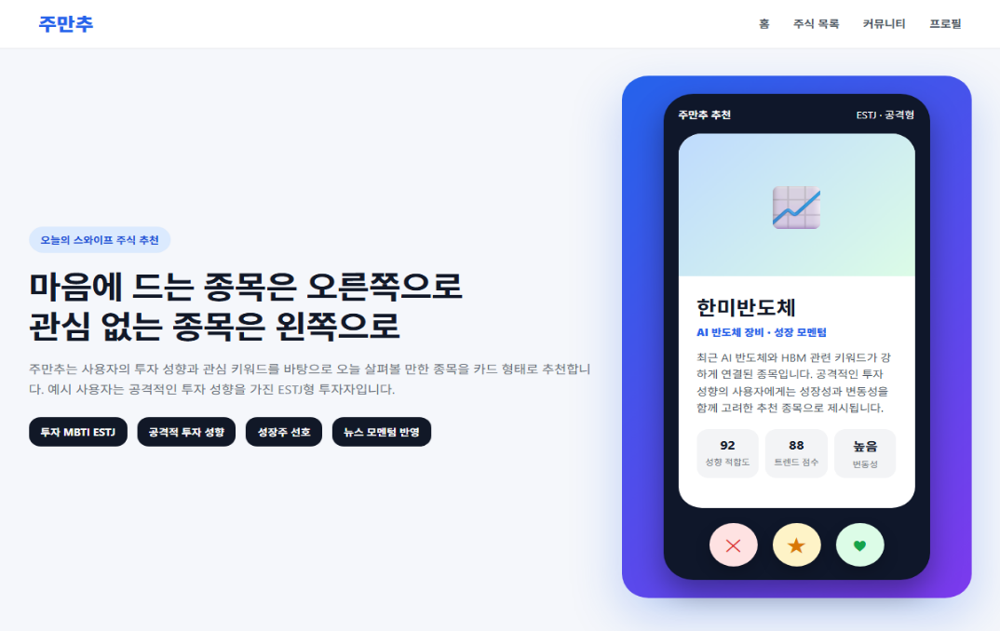 주만추
홈 주식 목록 커뮤니티 프로필
오늘의 스와이프 주식 추천
마음에 드는 종목은 오른쪽으로
관심 없는 종목은 왼쪽으로
주만추는 사용자의 투자 성향과 관심 키워드를 바탕으로 오늘 살펴볼 만한 종목을 카드 형태로 추천합니
다. 예시 사용자는 공격적인 투자 성향을 가진 ESTJ형 투자자입니다.
투자 MBTI ESTJ 공격적 투자 성향 성장주 선호 뉴스 모멘텀 반영
주만추 추천 ESTJ · 공격형
한미반도체
AI 반도체 장비 · 성장 모멘텀
최근 AI 반도체와 HBM 관련 키워드가 강
하게 연결된 종목입니다. 공격적인 투자
성향의 사용자에게는 성장성과 변동성을
함께 고려한 추천 종목으로 제시됩니다.
92 88 높음
성향 적합도 트렌드 점수 변동성